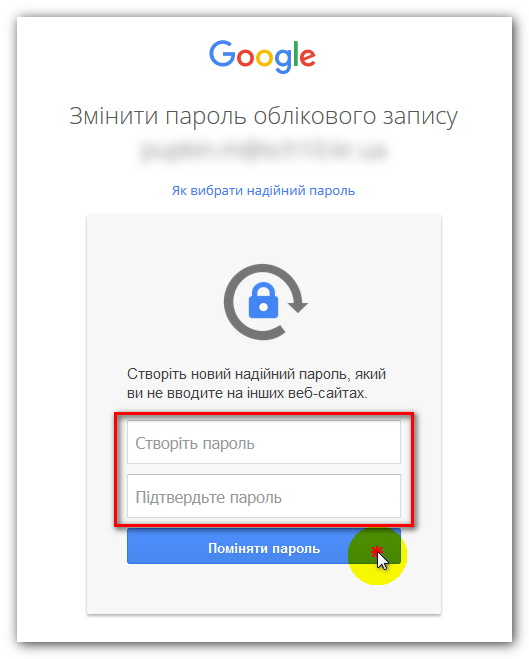 Google
Змінити пароль облікового запису
Як вибрати надійний пароль
Створіть новий надійний пароль, який
ви не вводите на інших веб-сайтах.
Створіть пароль
Підтвердьте пароль
Поміняти пароль